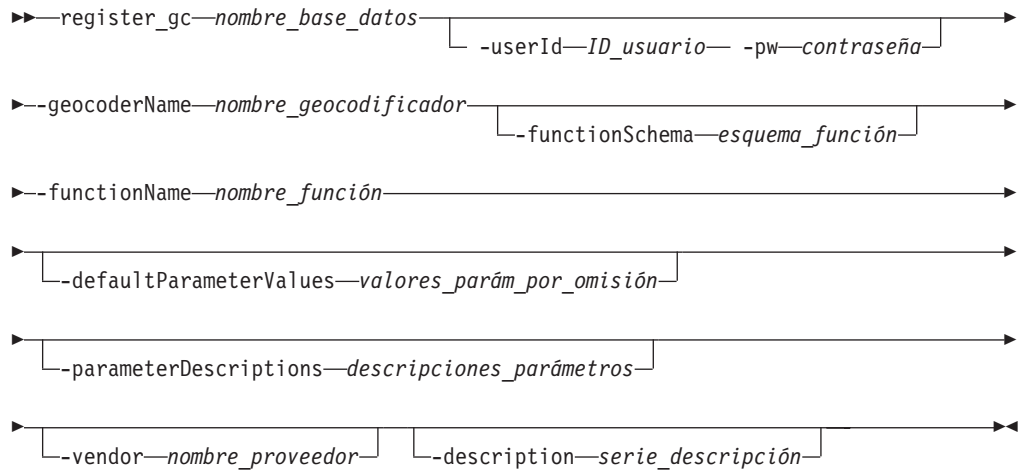 register_gc nombre_base_datos
-userId ID_usuario -pw contraseña
-geocoderName nombre_geocodificador
-functionSchema esquema_función
-functionName nombre_función
-defaultParameterValues valores_parám_por_omisión
-parameterDescriptions descripciones_parámetros
-vendor nombre_proveedor -description serie_descripción